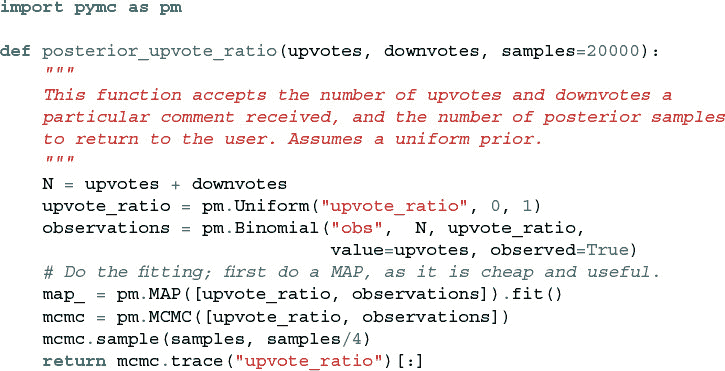 import pymc as pm

def posterior_upvote_ratio(upvotes, downvotes, samples=20000):
    """
    This function accepts the number of upvotes and downvotes a
    particular comment received, and the number of posterior samples
    to return to the user. Assumes a uniform prior.
    """
    N = upvotes + downvotes
    upvote_ratio = pm.Uniform("upvote_ratio", 0, 1)
    observations = pm.Binomial("obs",  N, upvote_ratio,
                               value=upvotes, observed=True)
    # Do the fitting; first do a MAP, as it is cheap and useful.
    map_ = pm.MAP([upvote_ratio, observations]).fit()
    mcmc = pm.MCMC([upvote_ratio, observations])
    mcmc.sample(samples, samples/4)
    return mcmc.trace("upvote_ratio")[:]